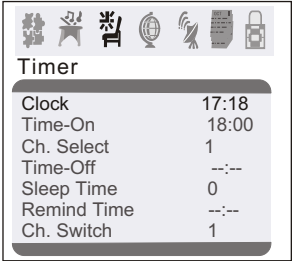 Timer
Clock 17:18
Time-On 18:00
Ch. Select 1
Time-Off --:--
Sleep Time 0
Remind Time --:--
Ch. Switch 1